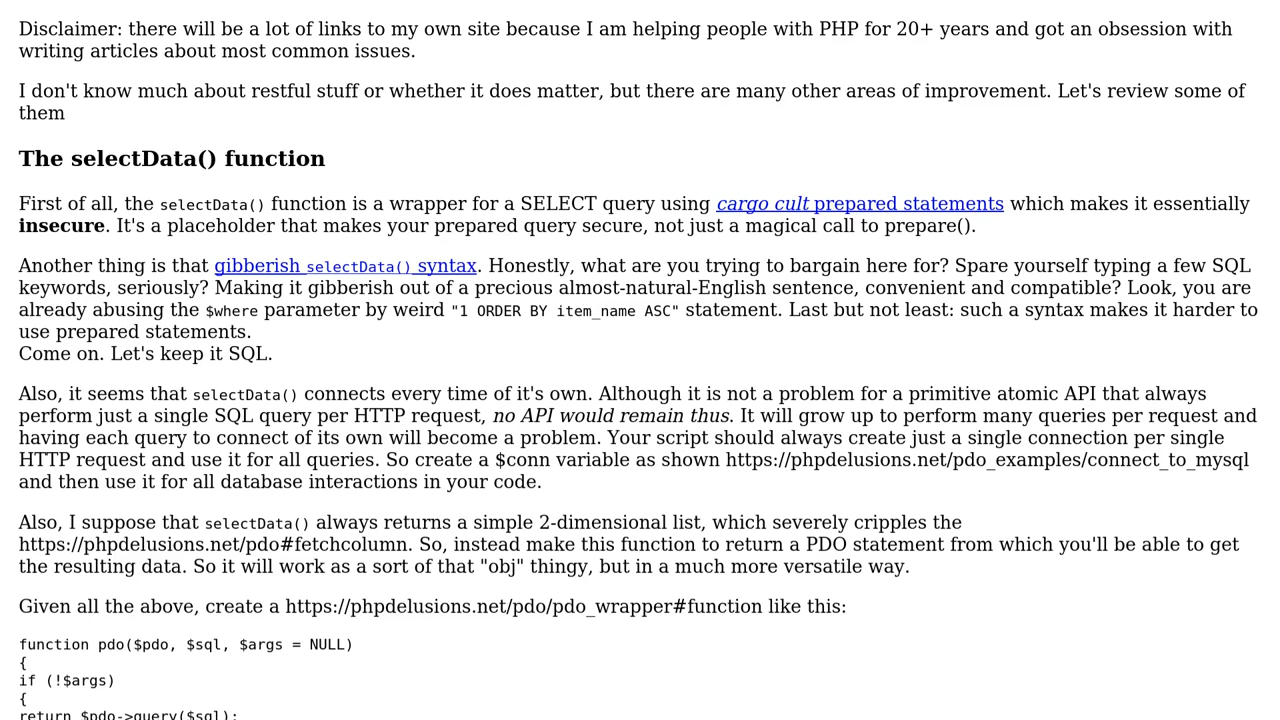 Disclaimer: there will be a lot of links to my own site because I am helping people with PHP for 20+ years and got an obsession with
writing articles about most common issues.
I don't know much about restful stuff or whether it does matter, but there are many other areas of improvement. Let's review some of
them
The selectData() function
First of all, the selectData() function is a wrapper for a SELECT query using cargo cult prepared statements which makes it essentially
insecure. It's a placeholder that makes your prepared query secure, not just a magical call to prepare().
Another thing is that gibberish selectData() syntax. Honestly, what are you trying to bargain here for? Spare yourself typing a few SQL
keywords, seriously? Making it gibberish out of a precious almost-natural-English sentence, convenient and compatible? Look, you are
already abusing the $where parameter by weird "1 ORDER BY item_name ASC" statement. Last but not least: such a syntax makes it harder to
use prepared statements.
Come on. Let's keep it SQL.
Also, it seems that selectData() connects every time of it's own. Although it is not a problem for a primitive atomic API that always
perform just a single SQL query per HTTP request, no API would remain thus. It will grow up to perform many queries per request and
having each query to connect of its own will become a problem. Your script should always create just a single connection per single
HTTP request and use it for all queries. So create a $conn variable as shown https://phpdelusions.net/pdo_examples/connect_to_mysql
and then use it for all database interactions in your code.
Also, I suppose that selectData() always returns a simple 2-dimensional list, which severely cripples the
https://phpdelusions.net/pdo#fetchcolumn. So, instead make this function to return a PDO statement from which you'll be able to get
the resulting data. So it will work as a sort of that "obj" thingy, but in a much more versatile way.
Given all the above, create a https://phpdelusions.net/pdo/pdo_wrapper#function like this:
function pdo($pdo, $sql, $args = NULL)
{
if (!$args)
{
return $pdo->query($sql);